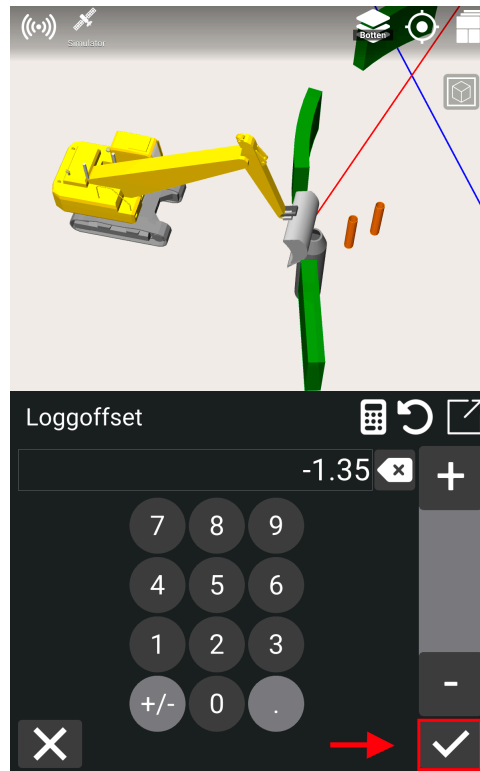 Simulator
Botten
Loggoffset
-1.35
+
7 8 9
4 5 6
1 2 3
+/- 0 .
-